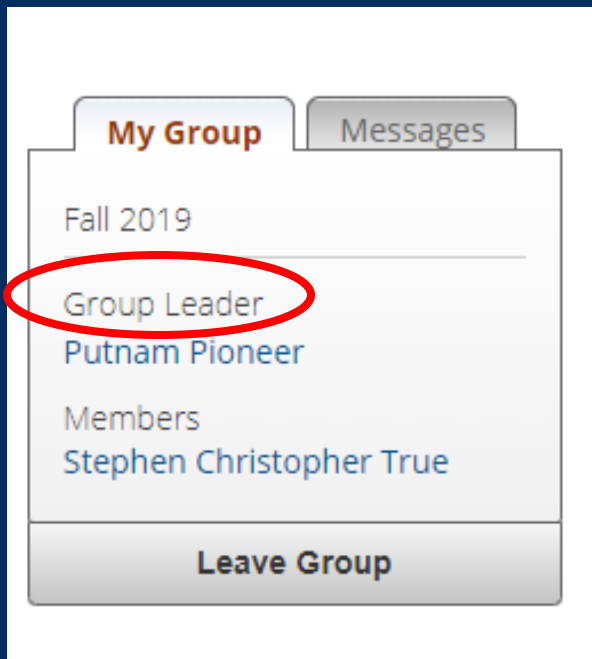 My Group Messages
Fall 2019
Group Leader
Putnam Pioneer
Members
Stephen Christopher True
Leave Group